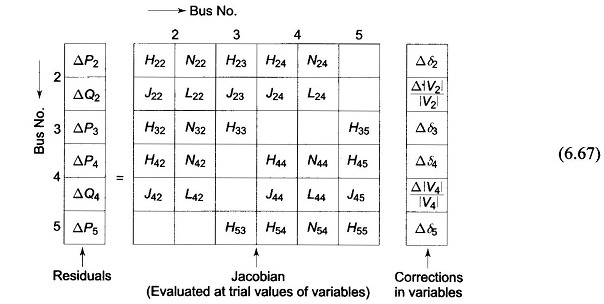 Bus No.
2 3 4 5
2 ΔP2 H22 N22 H23 H24 N24 Δδ2
ΔQ2 J22 L22 J23 J24 L24 Δ|V2| / |V2|
Bus No. 3 ΔP3 H32 N32 H33 H35 Δδ3
4 ΔP4 = H42 N42 H44 N44 H45 Δδ4 (6.67)
ΔQ4 J42 L42 J44 L44 J45 Δ|V4| / |V4|
5 ΔP5 H53 H54 N54 H55 Δδ5
Residuals Jacobian Corrections
(Evaluated at trial values of variables) in variables